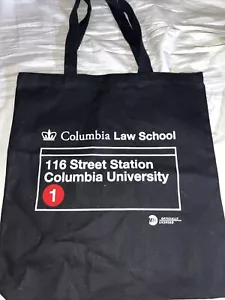 Columbia Law School
116 Street Station
Columbia University
1